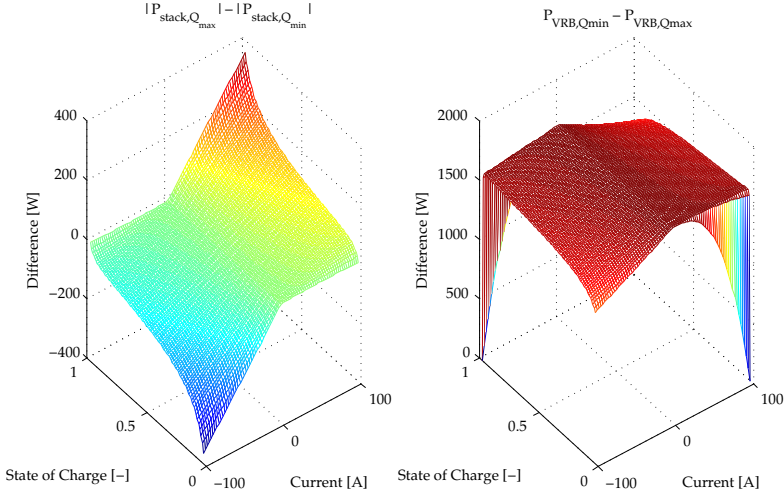 |P_stack,Q_max| − |P_stack,Q_min|
400
200
0
−200
−400
Difference [W]
1
0.5
0
State of Charge [−]
−100
0
100
Current [A]
P_VRB,Qmin − P_VRB,Qmax
2000
1500
1000
500
0
Difference [W]
1
0.5
0
State of Charge [−]
−100
0
100
Current [A]